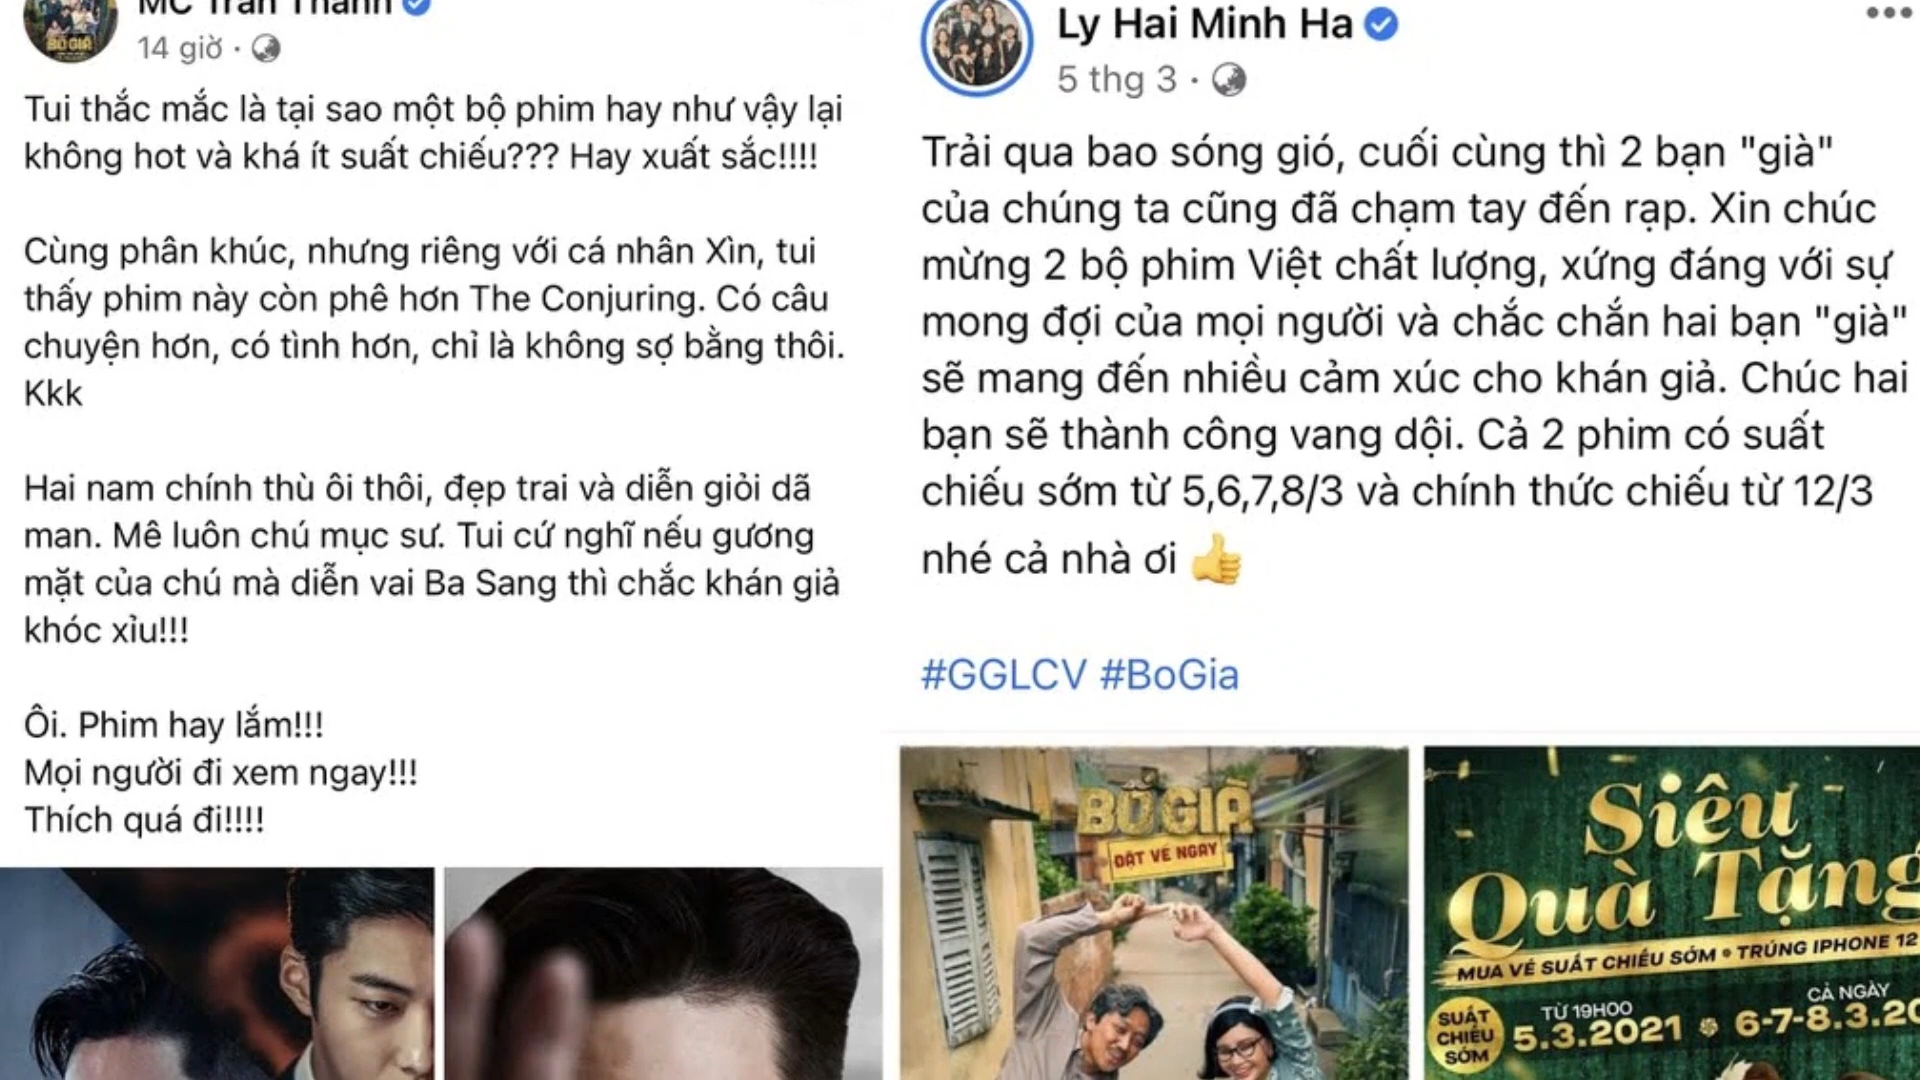 BỐ GIÀ
MC Trấn Thành
14 giờ ·
Tui thắc mắc là tại sao một bộ phim hay như vậy lại
không hot và khá ít suất chiếu??? Hay xuất sắc!!!!
Cùng phân khúc, nhưng riêng với cá nhân Xìn, tui
thấy phim này còn phê hơn The Conjuring. Có câu
chuyện hơn, có tình hơn, chỉ là không sợ bằng thôi.
Kkk
Hai nam chính thù ôi thôi, đẹp trai và diễn giỏi dã
man. Mê luôn chú mục sư. Tui cứ nghĩ nếu gương
mặt của chú mà diễn vai Ba Sang thì chắc khán giả
khóc xỉu!!!
Ôi. Phim hay lắm!!!
Mọi người đi xem ngay!!!
Thích quá đi!!!!
Ly Hai Minh Ha
5 thg 3 ·
Trải qua bao sóng gió, cuối cùng thì 2 bạn "già"
của chúng ta cũng đã chạm tay đến rạp. Xin chúc
mừng 2 bộ phim Việt chất lượng, xứng đáng với sự
mong đợi của mọi người và chắc chắn hai bạn "già"
sẽ mang đến nhiều cảm xúc cho khán giả. Chúc hai
bạn sẽ thành công vang dội. Cả 2 phim có suất
chiếu sớm từ 5,6,7,8/3 và chính thức chiếu từ 12/3
nhé cả nhà ơi 👍
#GGLCV #BoGia
BỐ GIÀ
ĐẶT VÉ NGAY
Siêu
Quà Tặng
MUA VÉ SUẤT CHIẾU SỚM • TRÚNG IPHONE 12
SUẤT
CHIẾU
SỚM
TỪ 19H00
5.3.2021
CẢ NGÀY
6-7-8.3.20